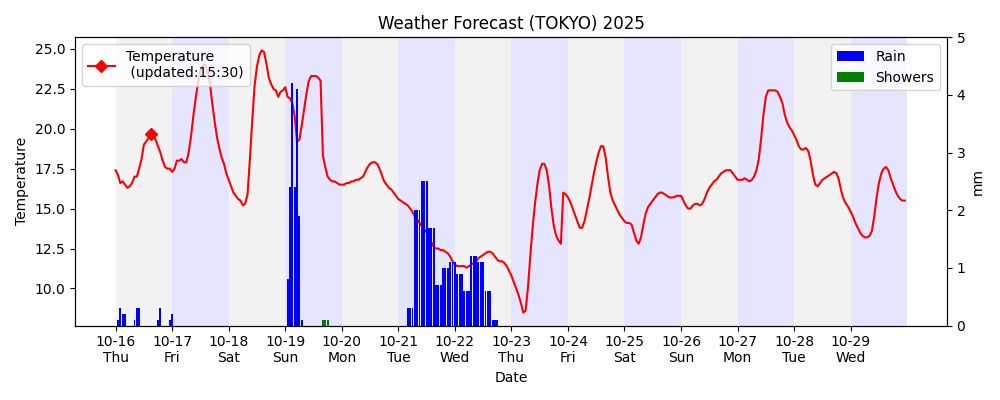 Weather Forecast (TOKYO) 2025
Temperature
(updated:15:30)
Rain
Showers
25.0
22.5
20.0
17.5
15.0
12.5
10.0
Temperature
5
4
3
2
1
0
mm
10-16 10-17 10-18 10-19 10-20 10-21 10-22 10-23 10-24 10-25 10-26 10-27 10-28 10-29
Thu Fri Sat Sun Mon Tue Wed Thu Fri Sat Sun Mon Tue Wed
Date